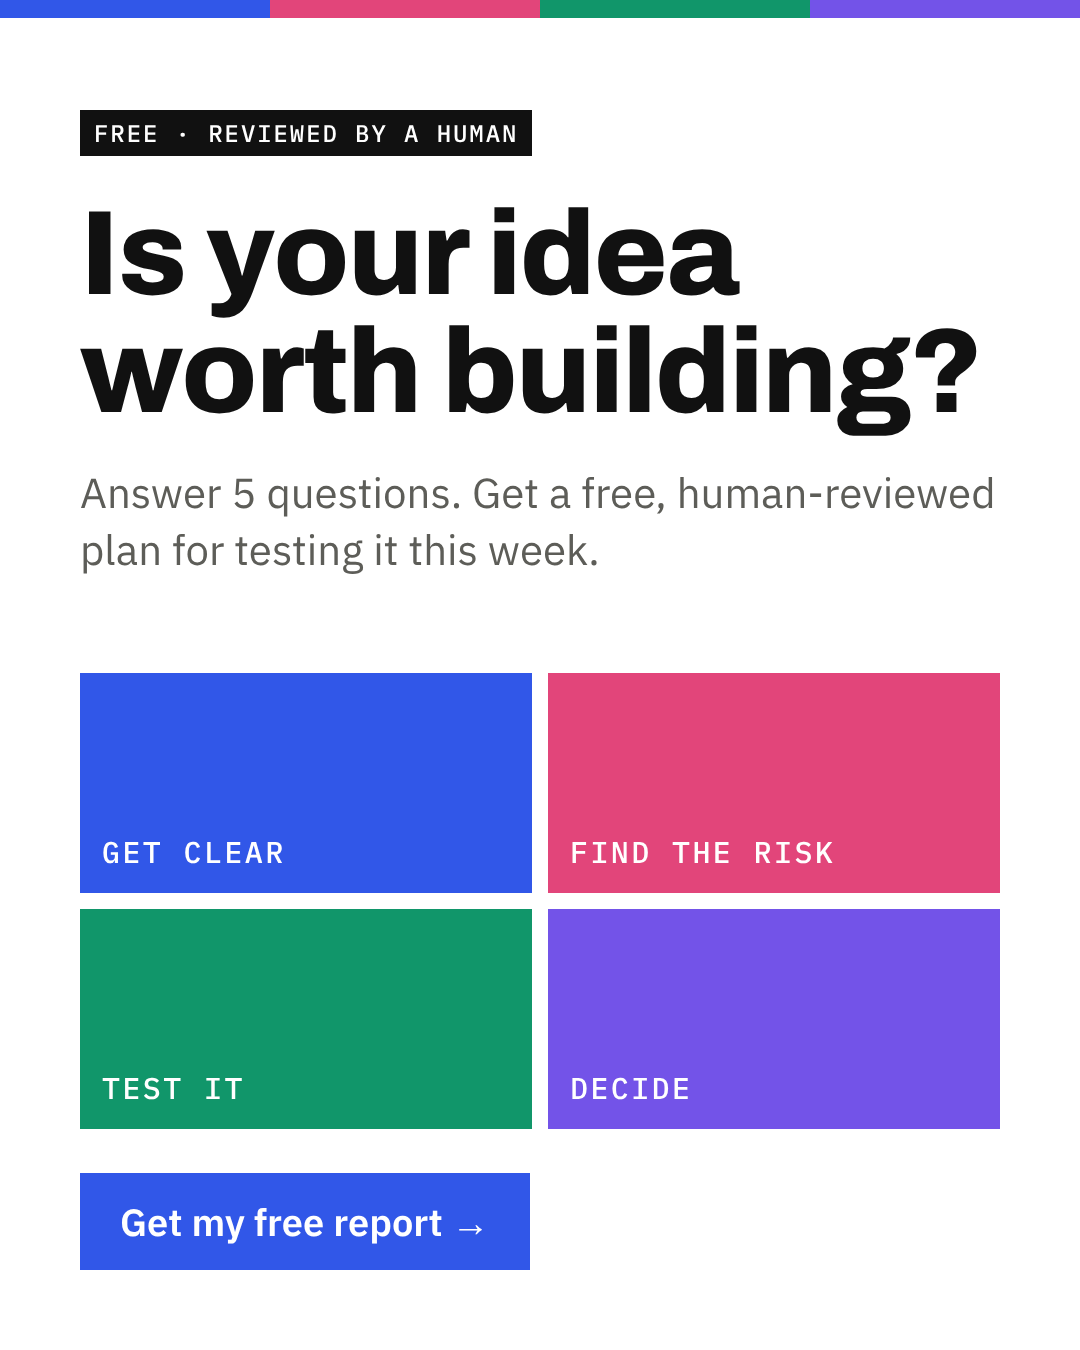 FREE · REVIEWED BY A HUMAN
Is your idea
worth building?
Answer 5 questions. Get a free, human-reviewed
plan for testing it this week.
GET CLEAR
FIND THE RISK
TEST IT
DECIDE
Get my free report →